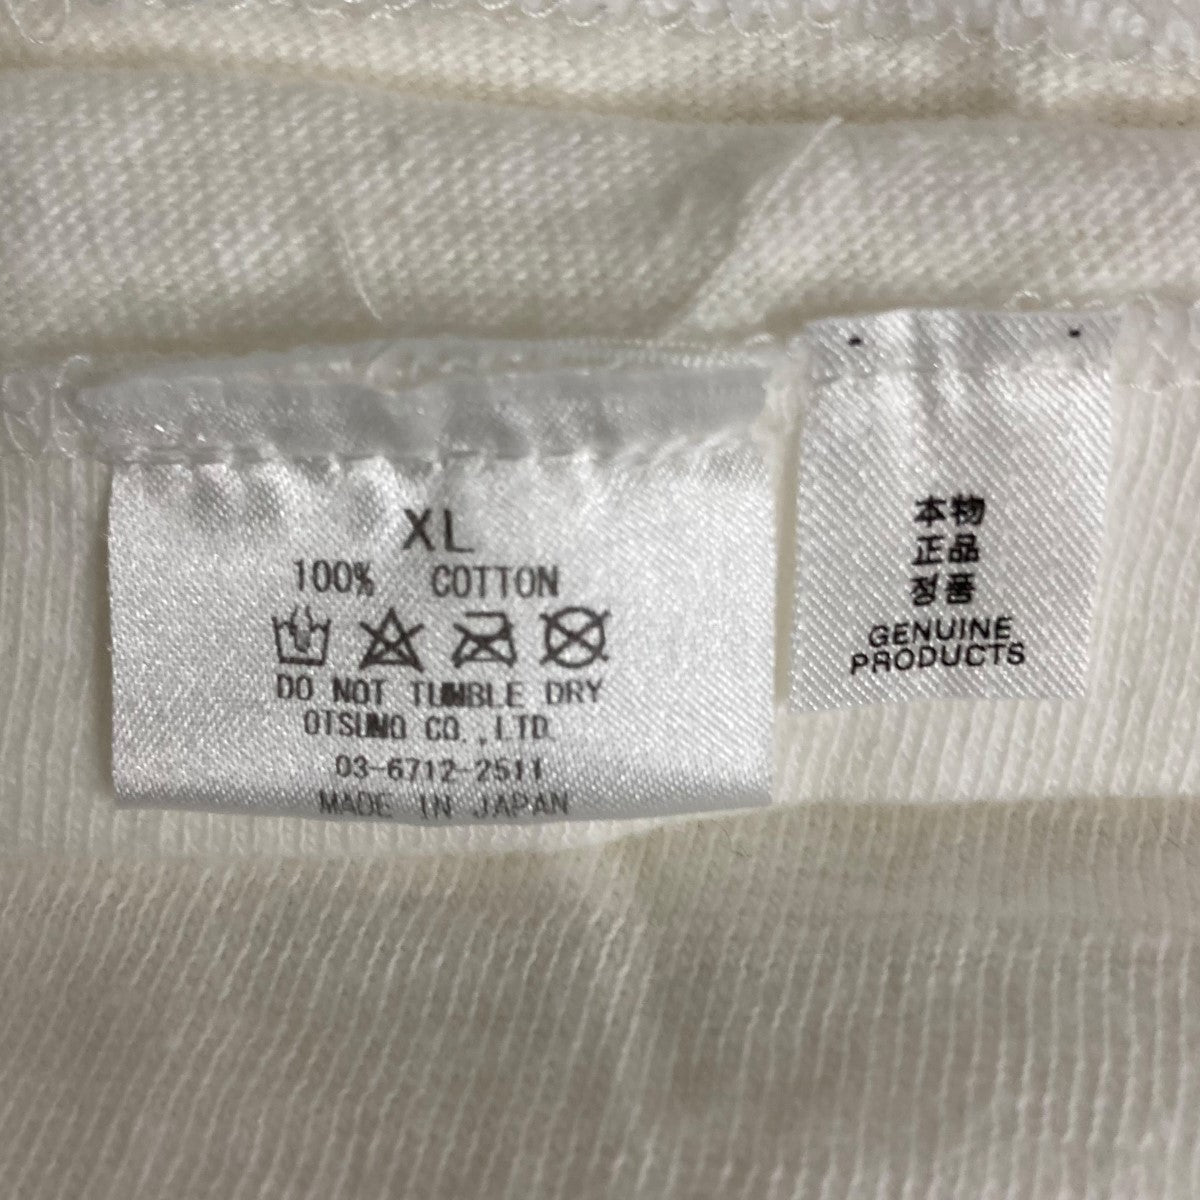 XL
100% COTTON
DO NOT TUMBLE DRY
OTSUMO CO.,LTD.
03-6712-2511
MADE IN JAPAN
本物
正品
정품
GENUINE
PRODUCTS